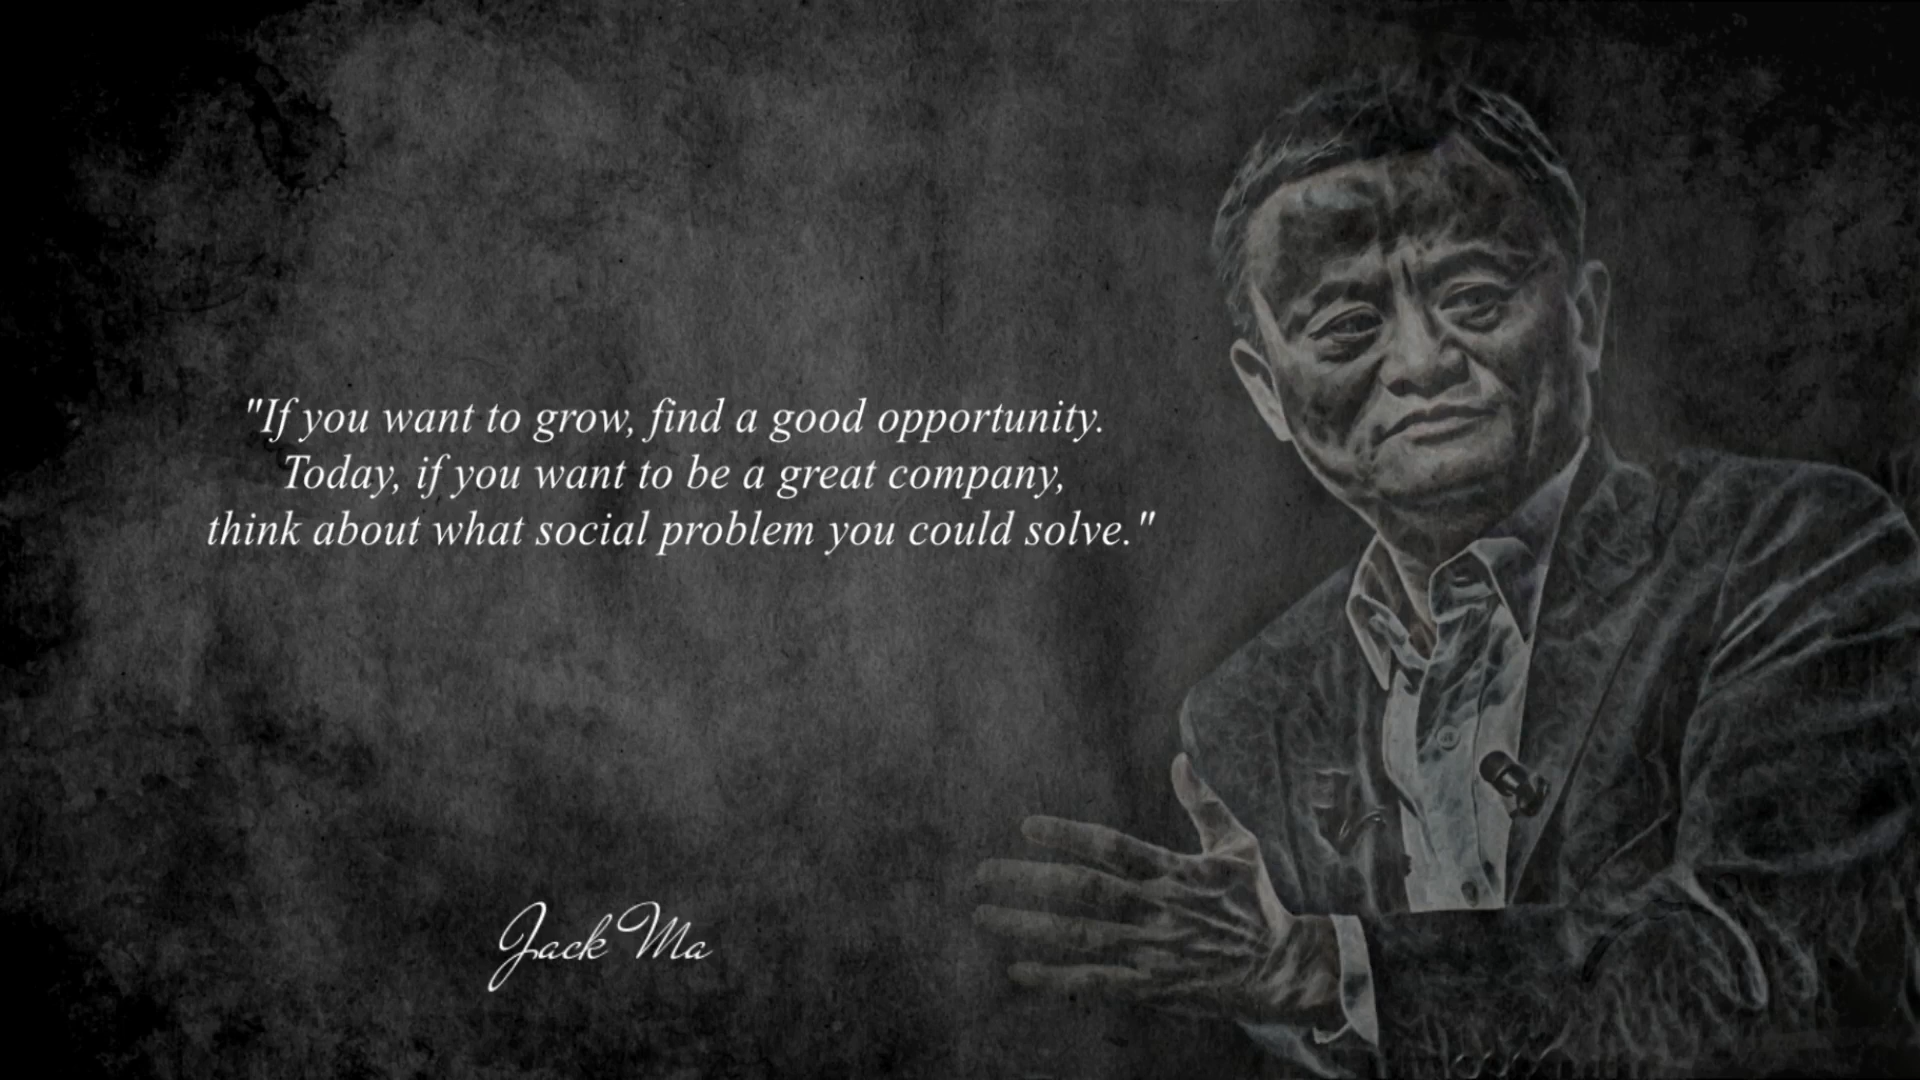 "If you want to grow, find a good opportunity.
Today, if you want to be a great company,
think about what social problem you could solve."
Jack Ma